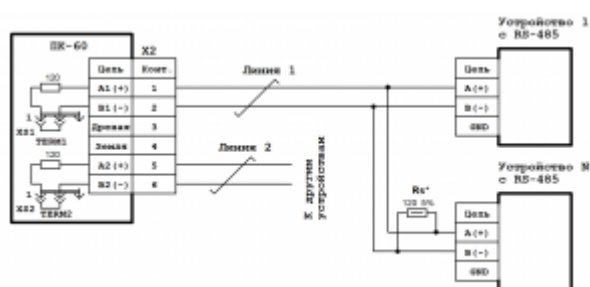 Устройство 1
с RS-485
ПК-60
X2
Цепь Конт.
A1(+) 1
B1(-) 2
Дренаж 3
Земля 4
A2(+) 5
B2(-) 6
120
1
XS1
TERM1
120
1
XS2
TERM2
Линия 1
Линия 2
К другим
устройствам
Цепь
A(+)
B(-)
GND
Устройство N
с RS-485
Rs*
120 5%
Цепь
A(+)
B(-)
GND